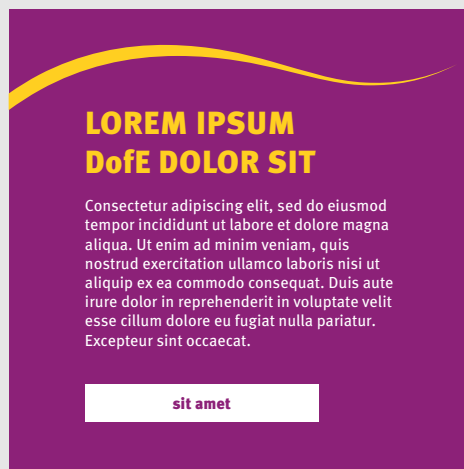 LOREM IPSUM
DofE DOLOR SIT
Consectetur adipiscing elit, sed do eiusmod
tempor incididunt ut labore et dolore magna
aliqua. Ut enim ad minim veniam, quis
nostrud exercitation ullamco laboris nisi ut
aliquip ex ea commodo consequat. Duis aute
irure dolor in reprehenderit in voluptate velit
esse cillum dolore eu fugiat nulla pariatur.
Excepteur sint occaecat.
sit amet